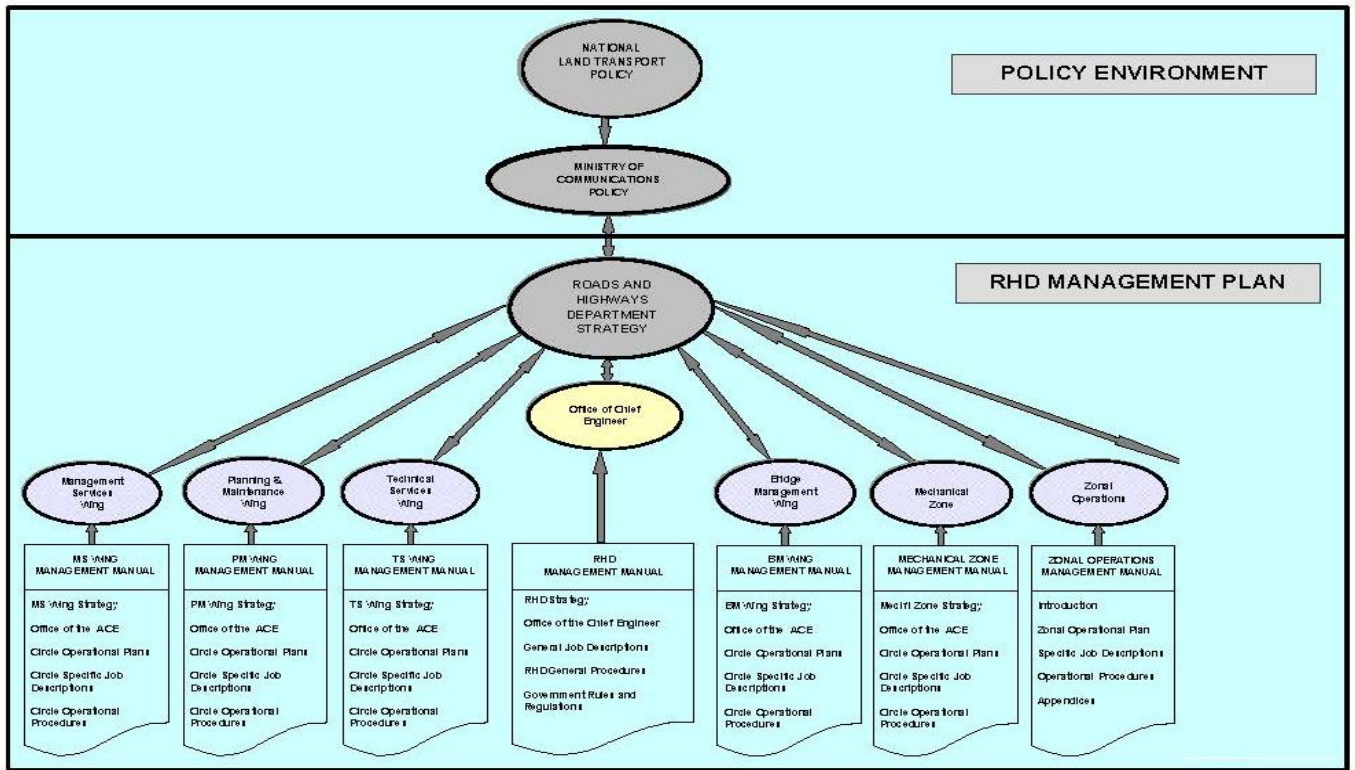 NATIONAL
LAND TRANSPORT
POLICY
POLICY ENVIRONMENT
MINISTRY OF
COMMUNICATIONS
POLICY
RHD MANAGEMENT PLAN
ROADS AND
HIGHWAYS
DEPARTMENT
STRATEGY
Office of Chief
Engineer
Management
Services
Wing
Planning &
Maintenance
Wing
Technical
Services
Wing
Bridge
Management
Wing
Mechanical
Zone
Zonal
Operations
MS WING
MANAGEMENT MANUAL
MS Wing Strategy
Office of the ACE
Circle Operational Plans
Circle Specific Job
Descriptions
Circle Operational
Procedures
PM WING
MANAGEMENT MANUAL
PM Wing Strategy
Office of the ACE
Circle Operational Plans
Circle Specific Job
Descriptions
Circle Operational
Procedures
TS WING
MANAGEMENT MANUAL
TS Wing Strategy
Office of the ACE
Circle Operational Plans
Circle Specific Job
Descriptions
Circle Operational
Procedures
RHD
MANAGEMENT MANUAL
RHD Strategy
Office of the Chief Engineer
General Job Descriptions
RHD General Procedures
Government Rules and
Regulations
BM WING
MANAGEMENT MANUAL
BM Wing Strategy
Office of the ACE
Circle Operational Plans
Circle Specific Job
Descriptions
Circle Operational
Procedures
MECHANICAL ZONE
MANAGEMENT MANUAL
Zone Strategy
Office of the ACE
Circle Operational Plans
Circle Specific Job
Descriptions
Circle Operational
Procedures
ZONAL OPERATIONS
MANAGEMENT MANUAL
Introduction
Zonal Operational Plan
Specific Job Descriptions
Operational Procedures
Appendices